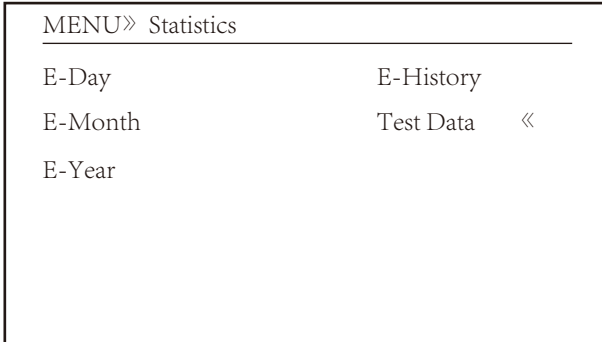 MENU》 Statistics
E-Day
E-History
E-Month
Test Data 《
E-Year